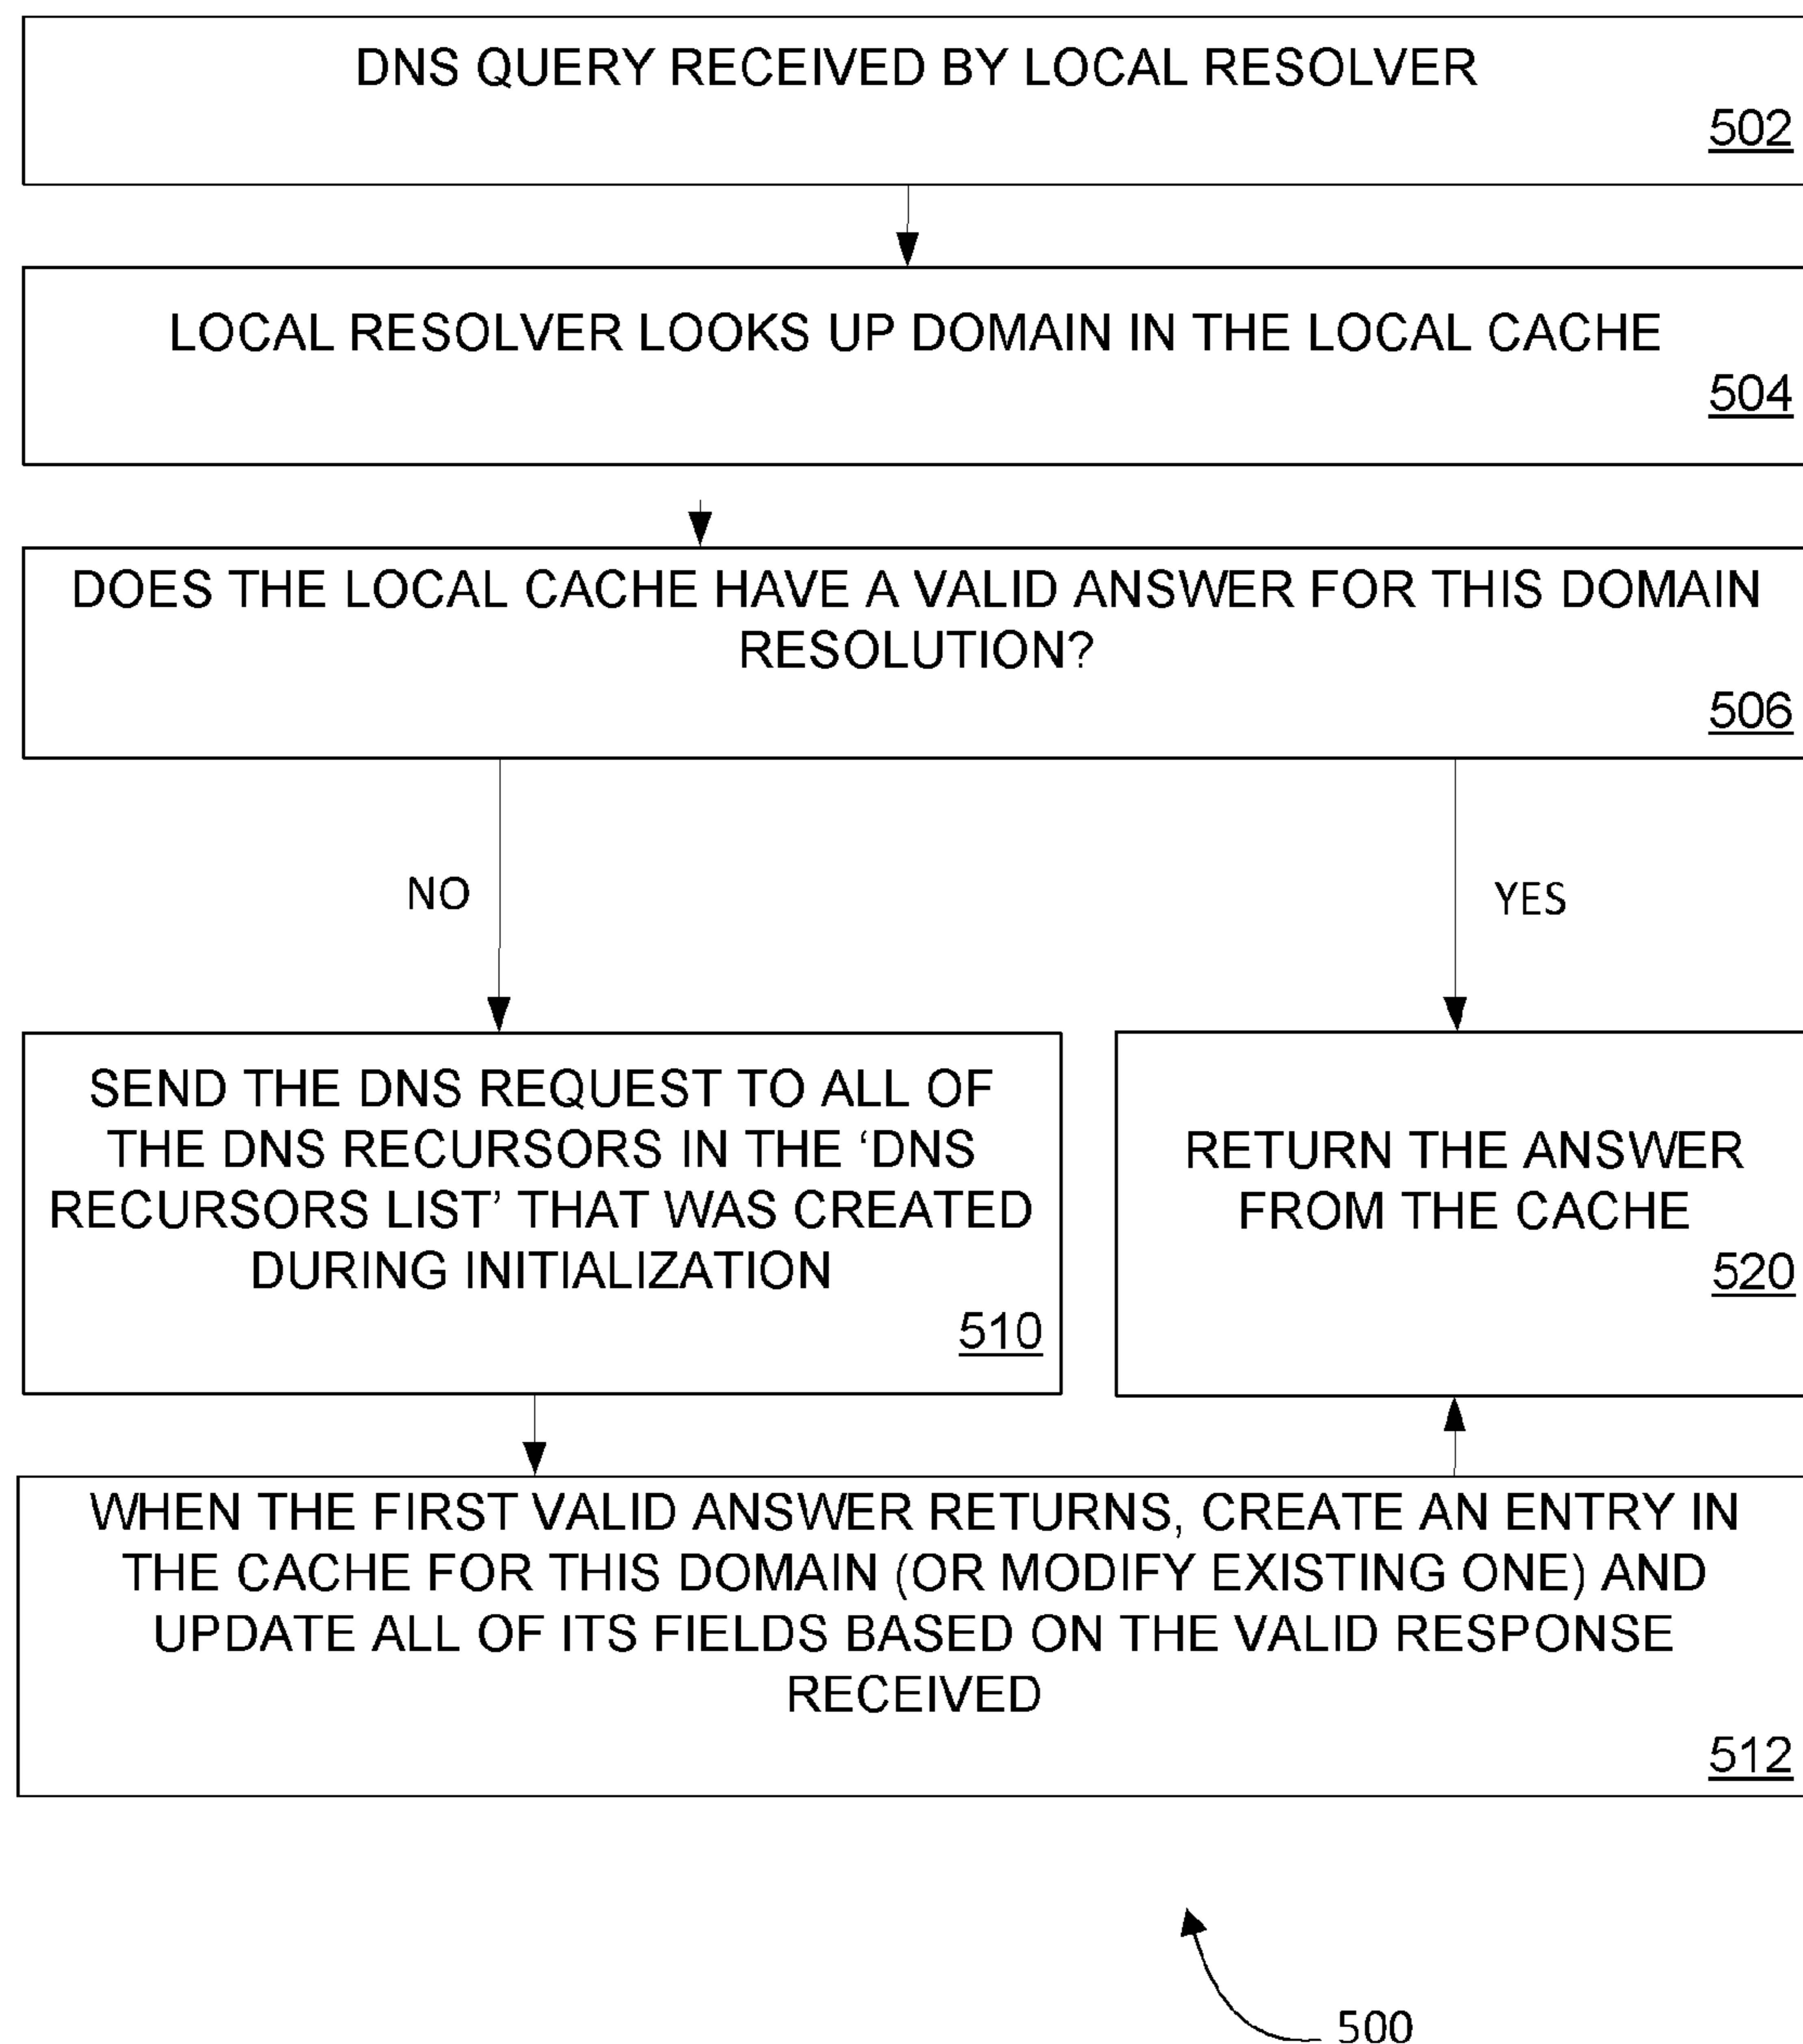 DNS QUERY RECEIVED BY LOCAL RESOLVER
502
LOCAL RESOLVER LOOKS UP DOMAIN IN THE LOCAL CACHE
504
DOES THE LOCAL CACHE HAVE A VALID ANSWER FOR THIS DOMAIN
RESOLUTION?
506
NO
YES
SEND THE DNS REQUEST TO ALL OF
THE DNS RECURSORS IN THE ‘DNS
RECURSORS LIST’ THAT WAS CREATED
DURING INITIALIZATION
510
RETURN THE ANSWER
FROM THE CACHE
520
WHEN THE FIRST VALID ANSWER RETURNS, CREATE AN ENTRY IN
THE CACHE FOR THIS DOMAIN (OR MODIFY EXISTING ONE) AND
UPDATE ALL OF ITS FIELDS BASED ON THE VALID RESPONSE
RECEIVED
512
500